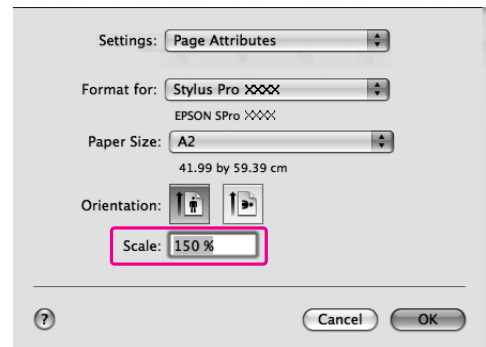 Settings: Page Attributes
Format for: Stylus Pro XXXX
EPSON SPro XXXX
Paper Size: A2
41.99 by 59.39 cm
Orientation:
Scale: 150 %
? Cancel OK